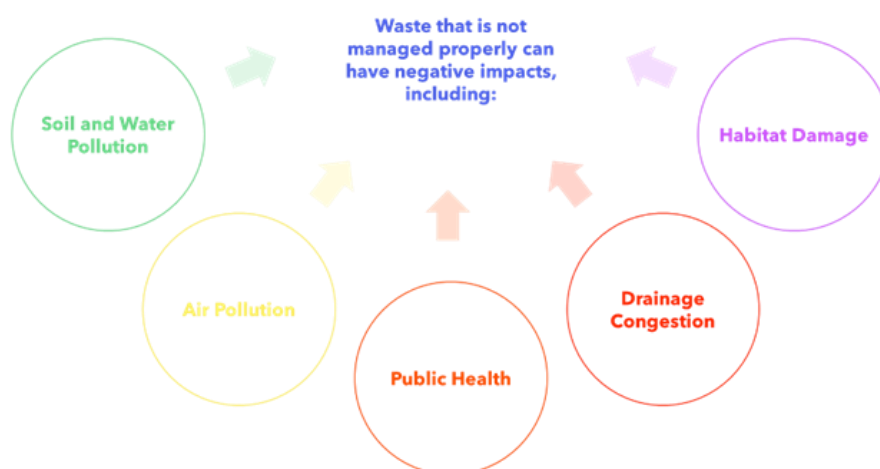 Waste that is not
managed properly can
have negative impacts,
including:
Soil and Water
Pollution
Habitat Damage
Air Pollution
Drainage
Congestion
Public Health